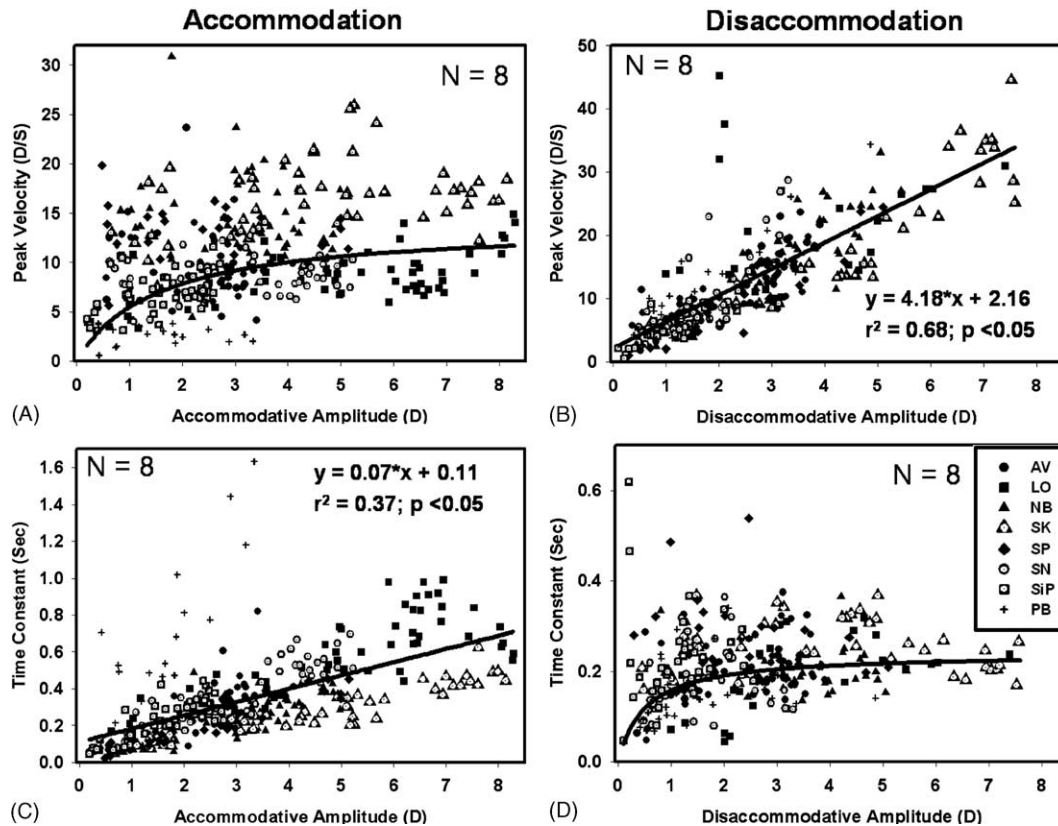 Accommodation
Disaccommodation
30
25
20
15
10
5
0
Peak Velocity (D/S)
N = 8
1 2 3 4 5 6 7 8
(A)
Accommodative Amplitude (D)
50
40
30
20
10
0
Peak Velocity (D/S)
N = 8
y = 4.18*x + 2.16
r² = 0.68; p <0.05
1 2 3 4 5 6 7 8
(B)
Disaccommodative Amplitude (D)
1.6
1.4
1.2
1.0
0.8
0.6
0.4
0.2
0.0
Time Constant (Sec)
N = 8
y = 0.07*x + 0.11
r² = 0.37; p <0.05
1 2 3 4 5 6 7 8
(C)
Accommodative Amplitude (D)
0.6
0.4
0.2
0.0
Time Constant (Sec)
N = 8
AV
LO
NB
SK
SP
SN
SiP
PB
1 2 3 4 5 6 7 8
(D)
Disaccommodative Amplitude (D)